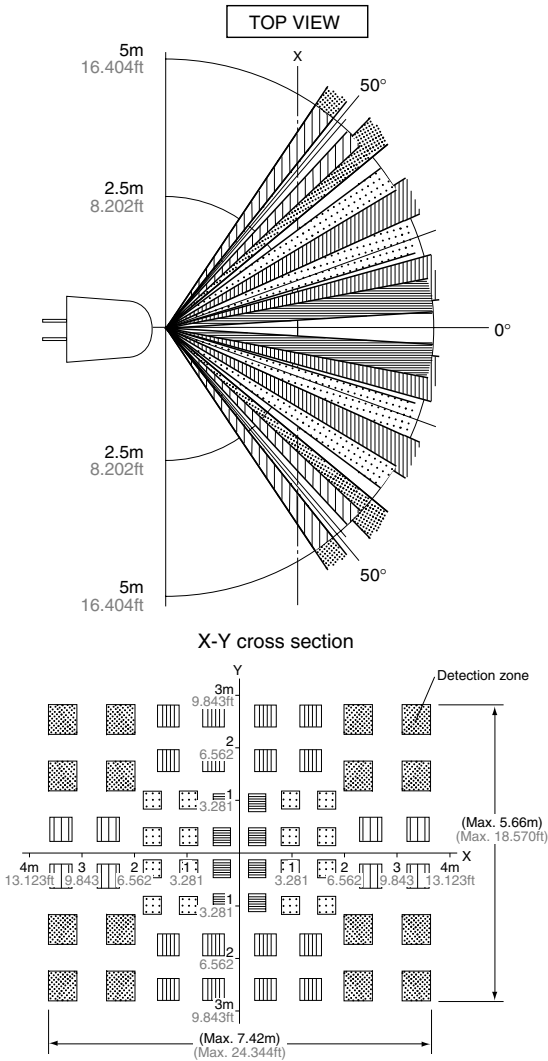 TOP VIEW
5m
16.404ft
X
50°
2.5m
8.202ft
0°
2.5m
8.202ft
50°
5m
16.404ft
X-Y cross section
Y
Detection zone
3m
9.843ft
2
6.562
1
3.281
(Max. 5.66m)
(Max. 18.570ft)
4m 3 2 1 1 2 3 4m X
13.123ft 9.843 6.562 3.281 3.281 6.562 9.843 13.123ft
1
3.281
2
6.562
3m
9.843ft
(Max. 7.42m)
(Max. 24.344ft)